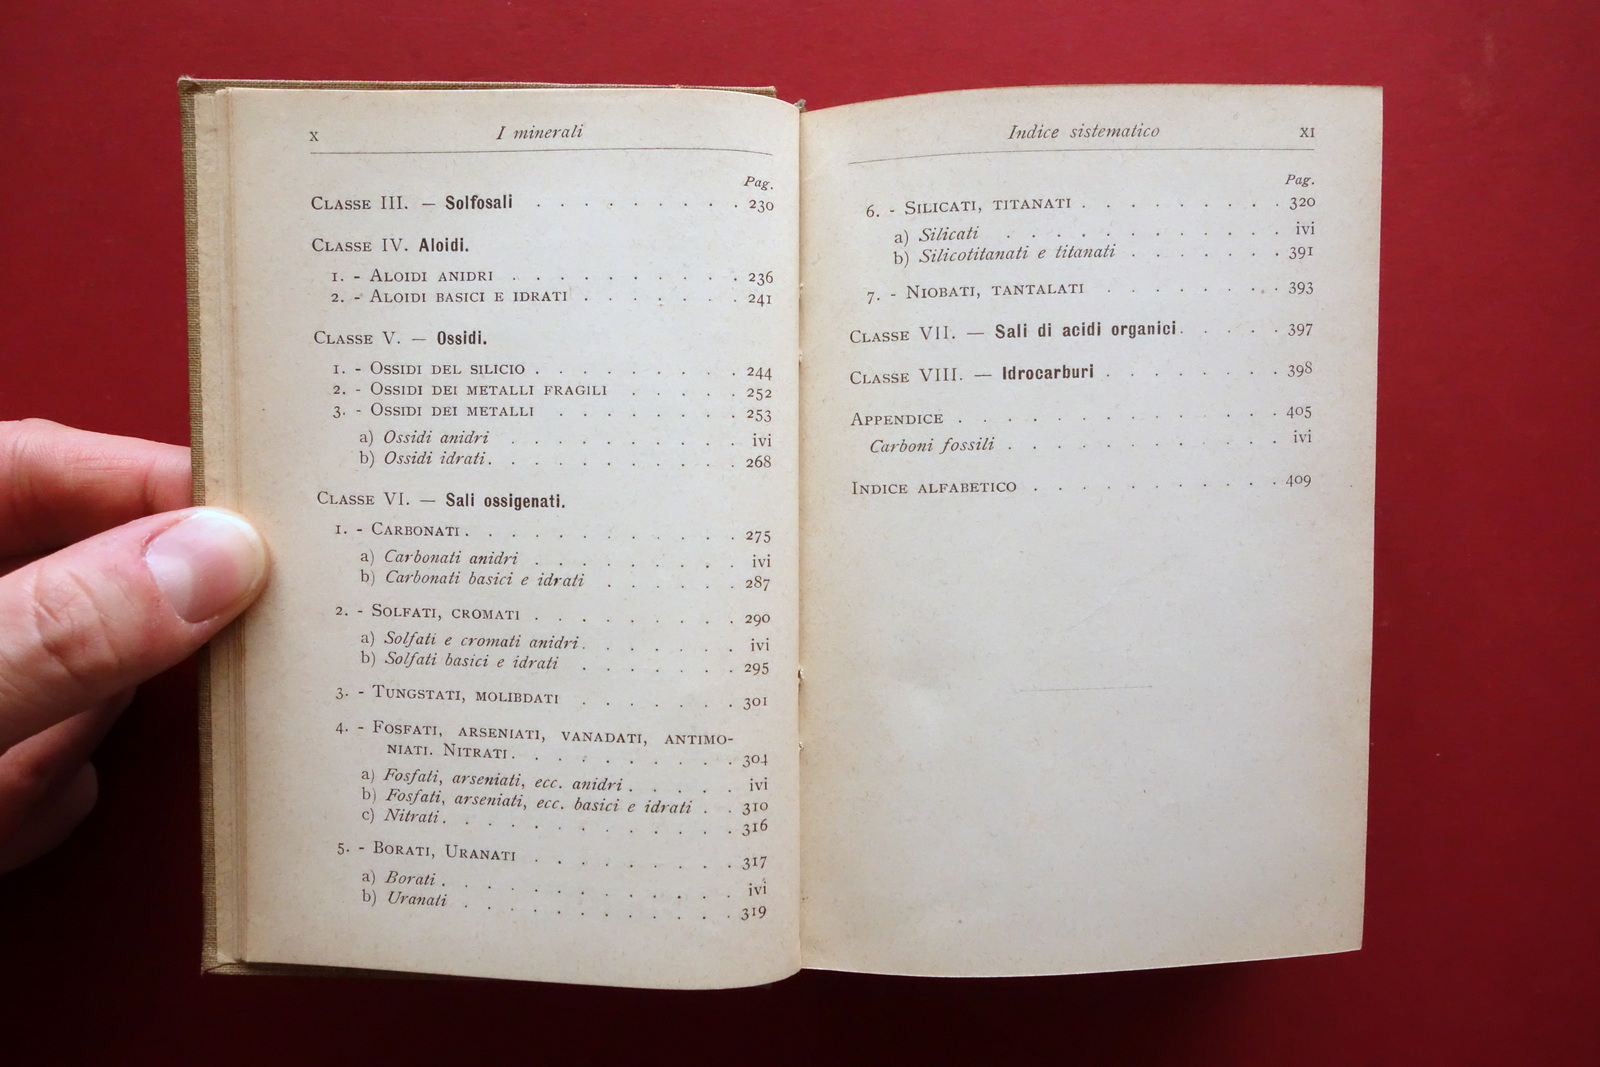 X I minerali
Pag.
CLASSE III. — Solfosali . . . . . . . . . 230
CLASSE IV. Aloidi.
1. - ALOIDI ANIDRI . . . . . . . . . . 236
2. - ALOIDI BASICI E IDRATI . . . . . . . 241
CLASSE V. — Ossidi.
1. - OSSIDI DEL SILICIO . . . . . . . . . 244
2. - OSSIDI DEI METALLI FRAGILI . . . . . 252
3. - OSSIDI DEI METALLI . . . . . . . . 253
a) Ossidi anidri . . . . . . . . . . ivi
b) Ossidi idrati . . . . . . . . . . . 268
CLASSE VI. — Sali ossigenati.
1. - CARBONATI . . . . . . . . . . . . 275
a) Carbonati anidri . . . . . . . . . ivi
b) Carbonati basici e idrati . . . . . . 287
2. - SOLFATI, CROMATI . . . . . . . . . 290
a) Solfati e cromati anidri . . . . . . . ivi
b) Solfati basici e idrati . . . . . . . 295
3. - TUNGSTATI, MOLIBDATI . . . . . . . 301
4. - FOSFATI, ARSENIATI, VANADATI, ANTIMO-
NIATI. NITRATI . . . . . . . . . . 304
a) Fosfati, arseniati, ecc. anidri . . . . . ivi
b) Fosfati, arseniati, ecc. basici e idrati . . 310
c) Nitrati . . . . . . . . . . . . . 316
5. - BORATI, URANATI . . . . . . . . . 317
a) Borati . . . . . . . . . . . . . ivi
b) Uranati . . . . . . . . . . . . 319
Indice sistematico XI
Pag.
6. - SILICATI, TITANATI . . . . . . . . . 320
a) Silicati . . . . . . . . . . . . ivi
b) Silicotitanati e titanati . . . . . . . 391
7. - NIOBATI, TANTALATI . . . . . . . . 393
CLASSE VII. — Sali di acidi organici . . . . . 397
CLASSE VIII. — Idrocarburi . . . . . . . . 398
APPENDICE . . . . . . . . . . . . . . 405
Carboni fossili . . . . . . . . . . . . ivi
INDICE ALFABETICO . . . . . . . . . . . 409